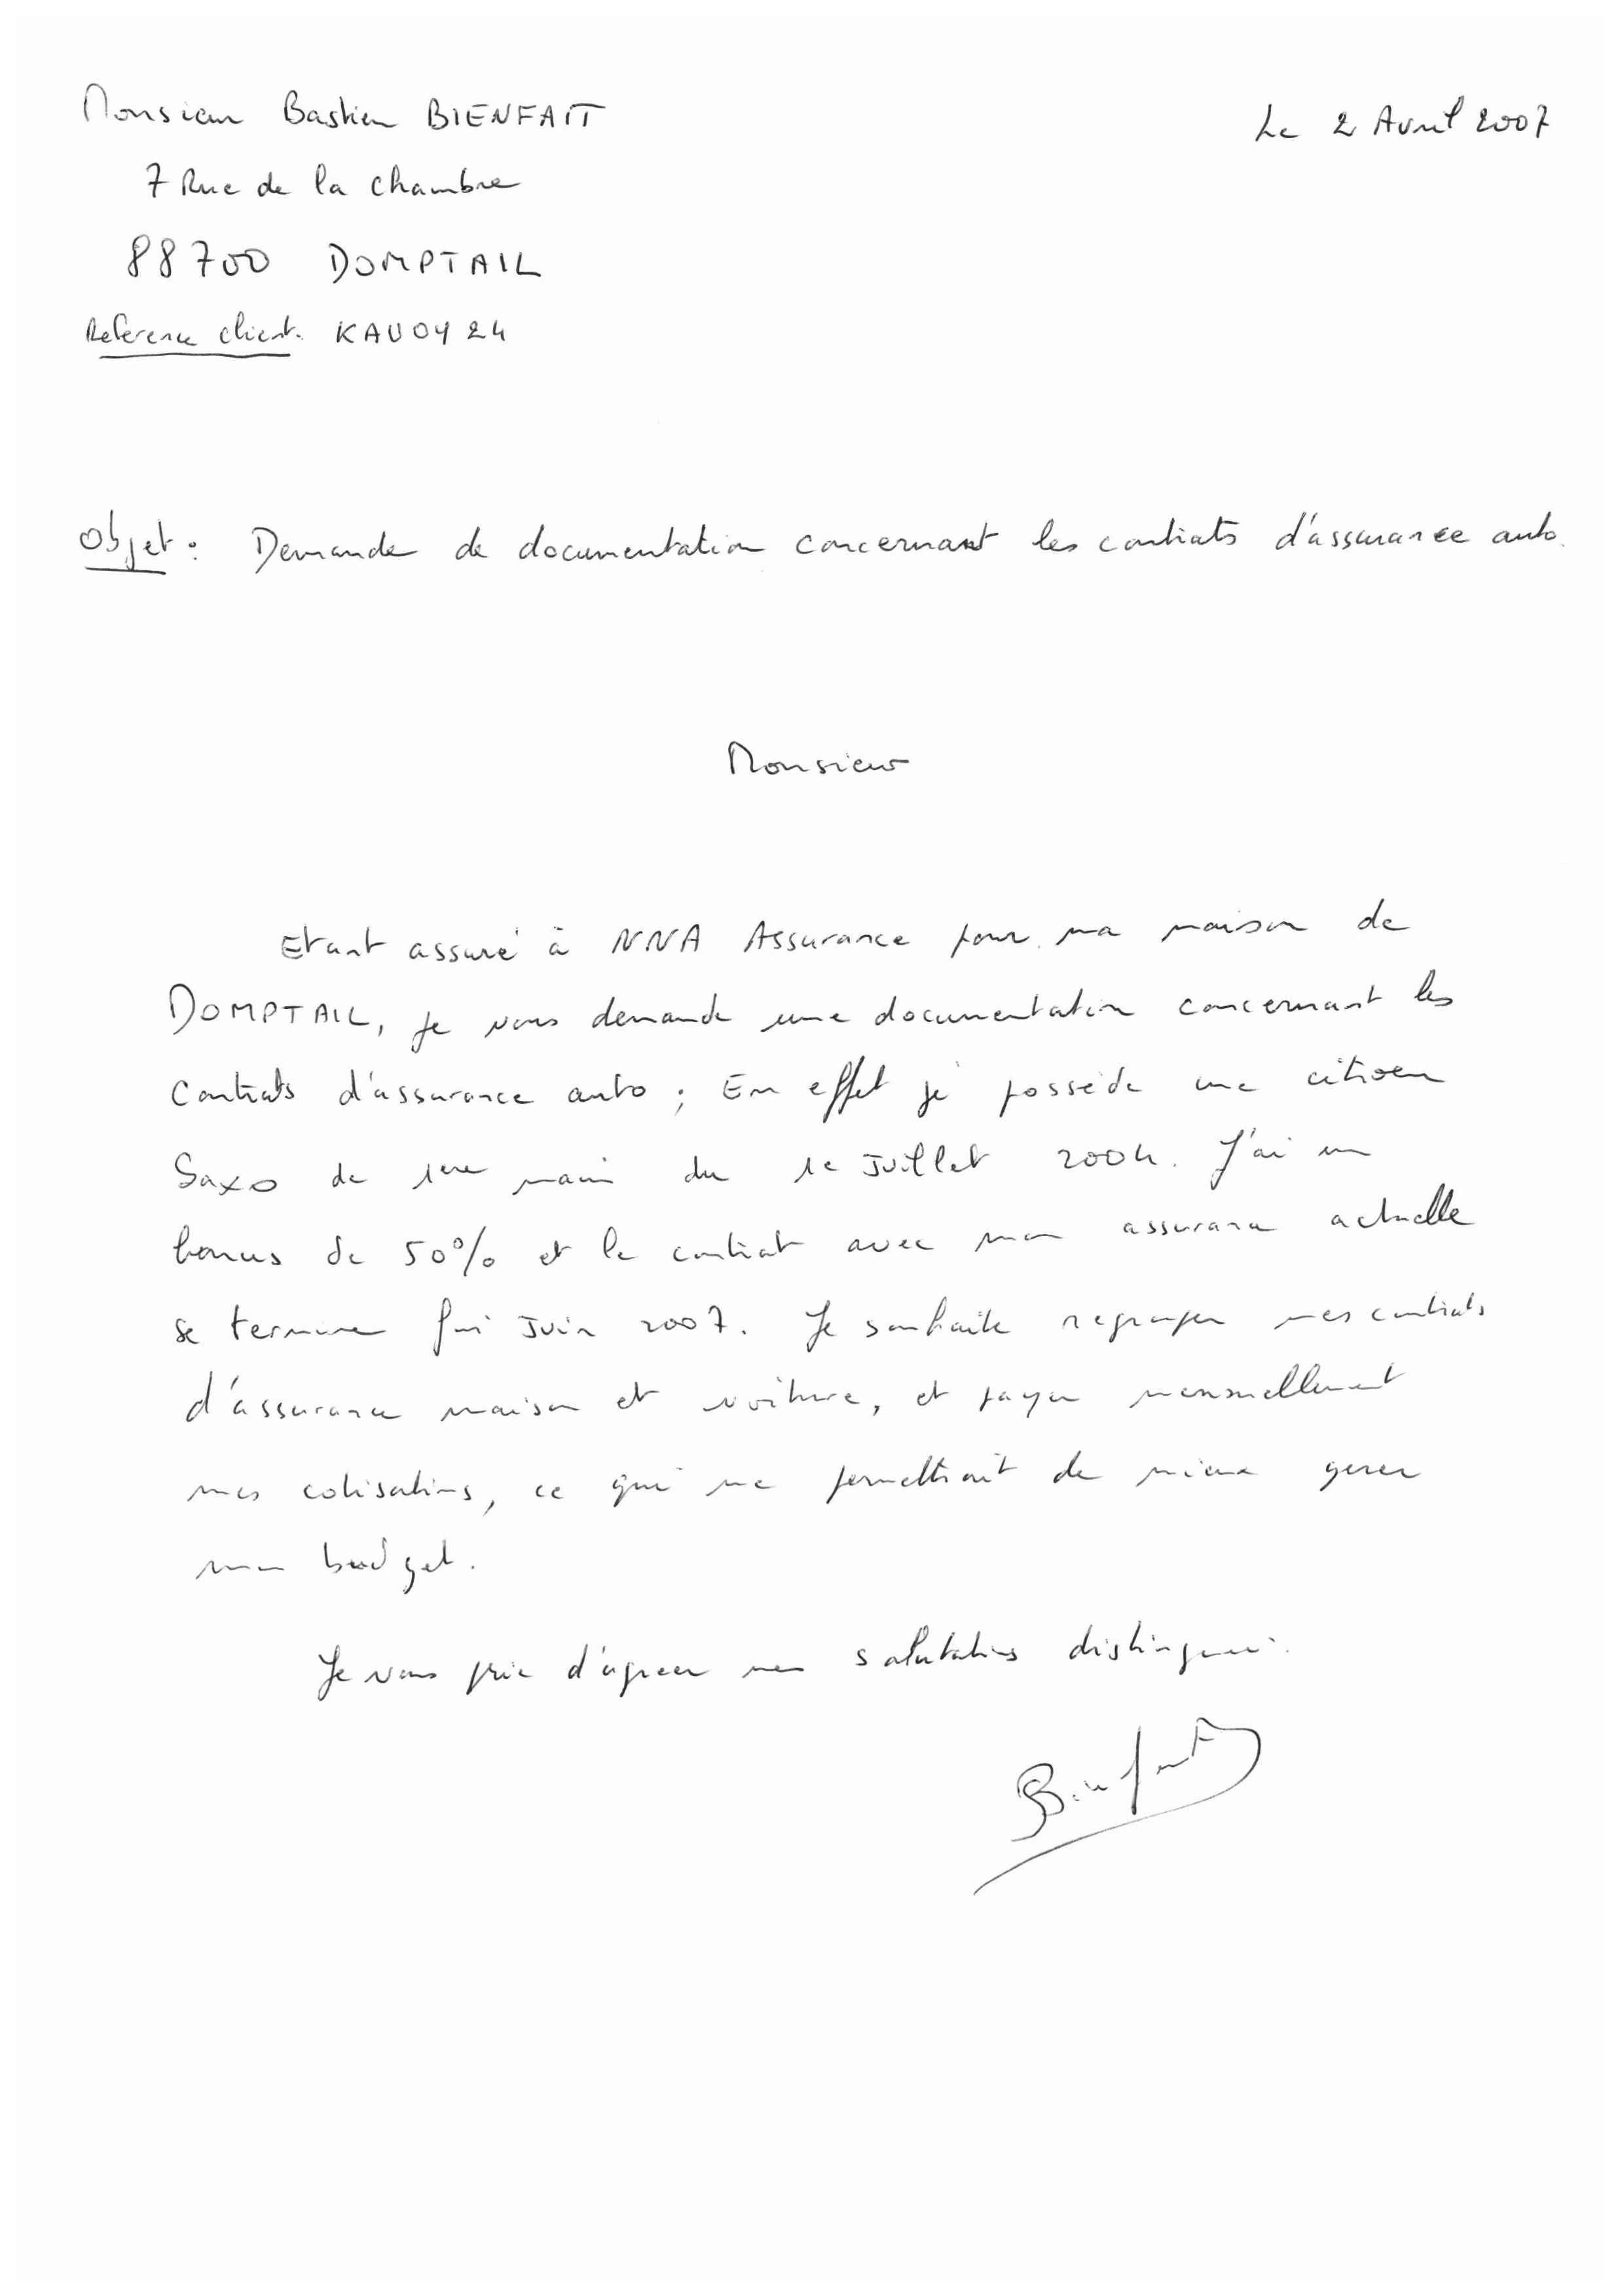 Monsieur Bastien BIENFAIT
Le 2 Avril 2007
7 Rue de la chambre
88700 DOMPTAIL
Reference client. KAU0424
Objet : Demande de documentation concernant les contrats d'assurance auto.
Monsieur
Etant assuré à NNA Assurance pour ma maison de
DOMPTAIL, je vous demande une documentation concernant les
contrats d'assurance auto ; En effet je possède une citroen
Saxo de 1ere main du 1e Juillet 2004. J'ai un
bonus de 50% et le contrat avec mon assurance actuelle
se termine fin Juin 2007. Je souhaite regrouper mes contrats
d'assurance maison et voiture, et payer mensuellement
mes cotisations, ce qui me permettrait de mieux gerer
mon budget.
Je vous prie d'agreer mes salutations distinguées.
Bienfait